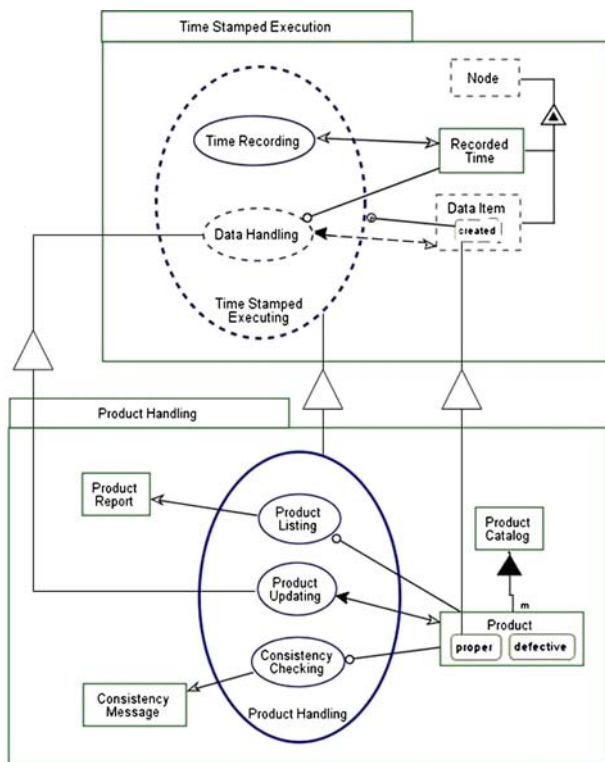 Time Stamped Execution
Node
Time Recording
Recorded
Time
Data Item
created
Data Handling
Time Stamped
Executing
Product Handling
Product
Report
Product
Listing
Product
Catalog
Product
Updating
m
Product
proper
defective
Consistency
Checking
Consistency
Message
Product Handling